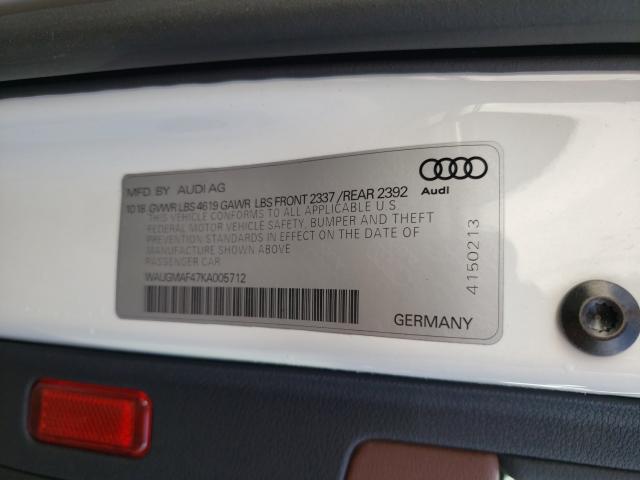 MFD BY AUDI AG
10.18 GVWR LBS 4619 GAWR LBS FRONT 2337/REAR 2392
THIS VEHICLE CONFORMS TO ALL APPLICABLE U.S.
FEDERAL MOTOR VEHICLE SAFETY, BUMPER AND THEFT
PREVENTION STANDARDS IN EFFECT ON THE DATE OF
MANUFACTURE SHOWN ABOVE
PASSENGER CAR
WAUGMAF47KA005712
GERMANY
Audi
4150213